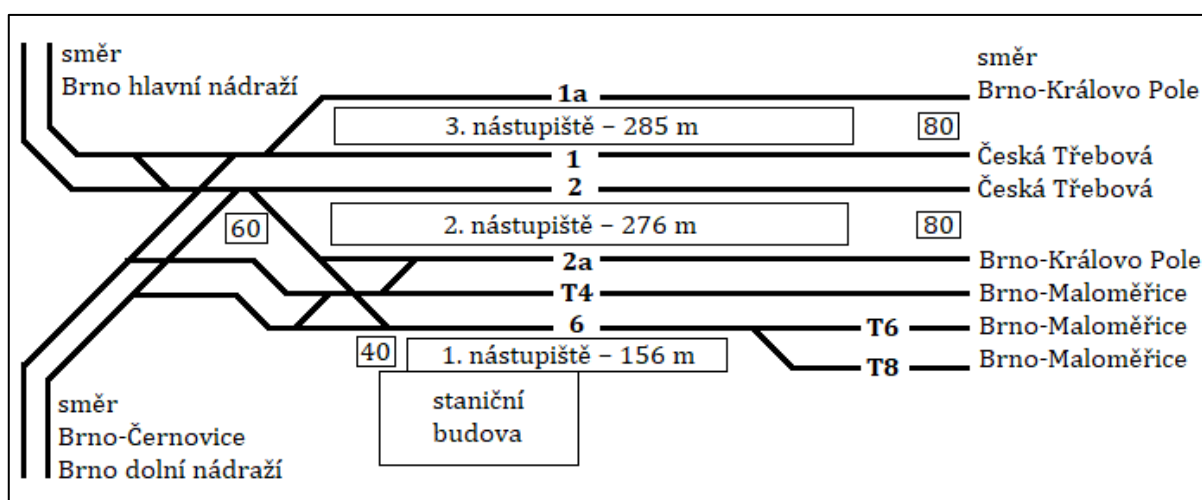 směr
Brno hlavní nádraží
směr
Brno-Královo Pole
1a
3. nástupiště – 285 m
80
1
Česká Třebová
2
Česká Třebová
60
2. nástupiště – 276 m
80
2a
Brno-Královo Pole
T4
Brno-Maloměřice
6
T6
Brno-Maloměřice
40
1. nástupiště – 156 m
T8
Brno-Maloměřice
staniční
budova
směr
Brno-Černovice
Brno dolní nádraží